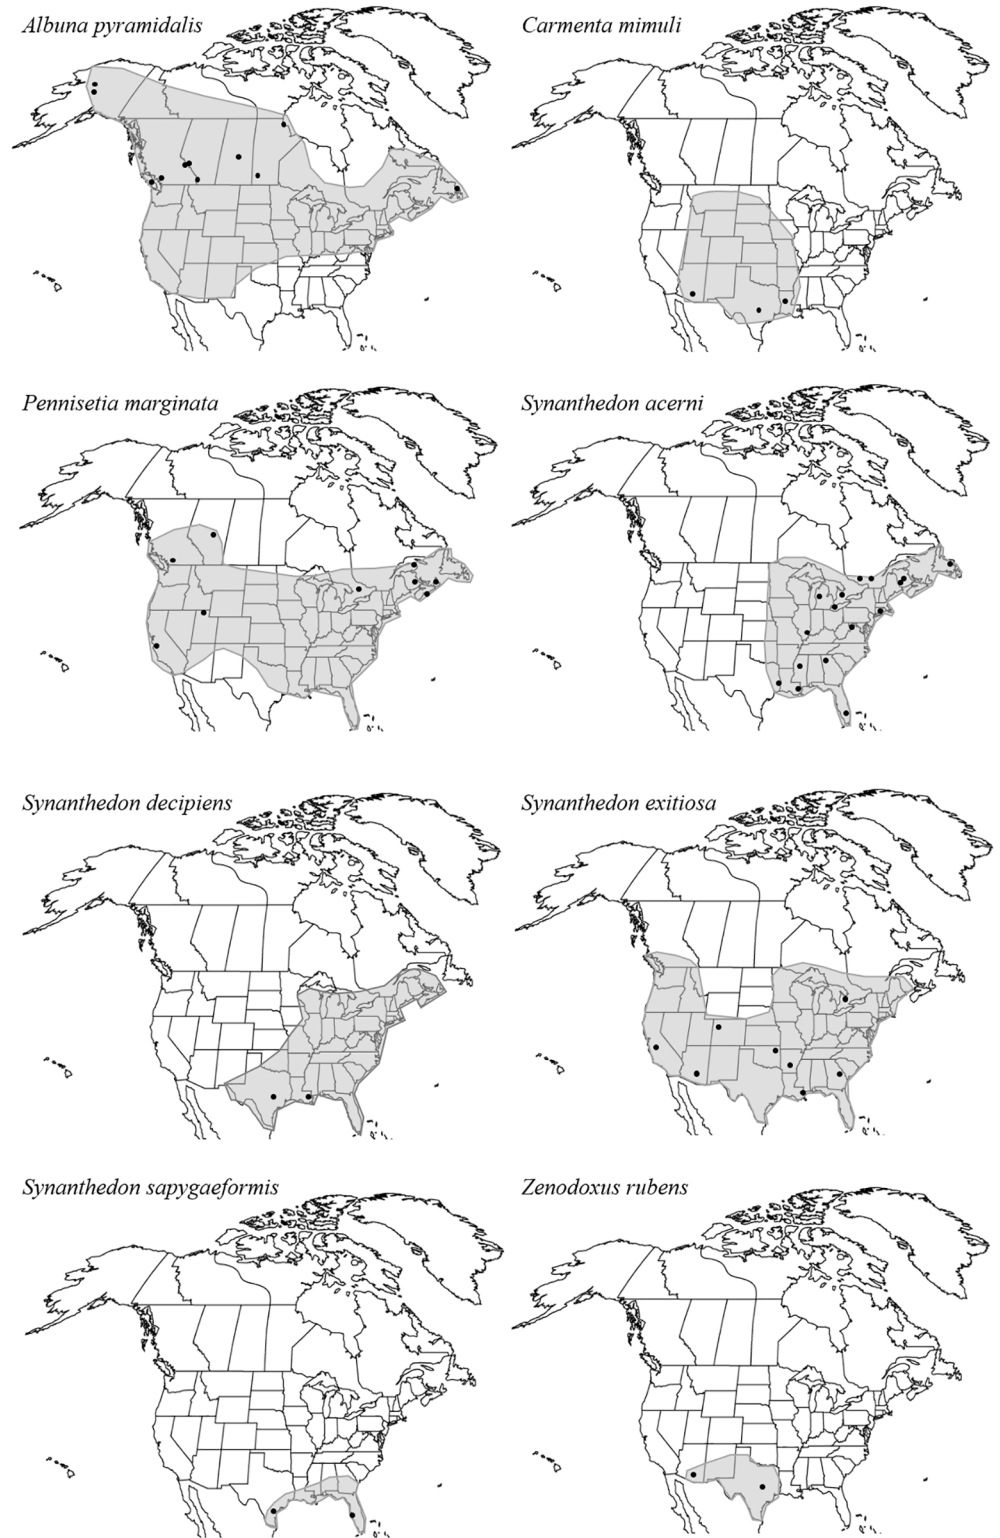 Albuna pyramidalis
Carmenta mimuli
Pennisetia marginata
Synanthedon acerni
Synanthedon decipiens
Synanthedon exitiosa
Synanthedon sapygaeformis
Zenodoxus rubens